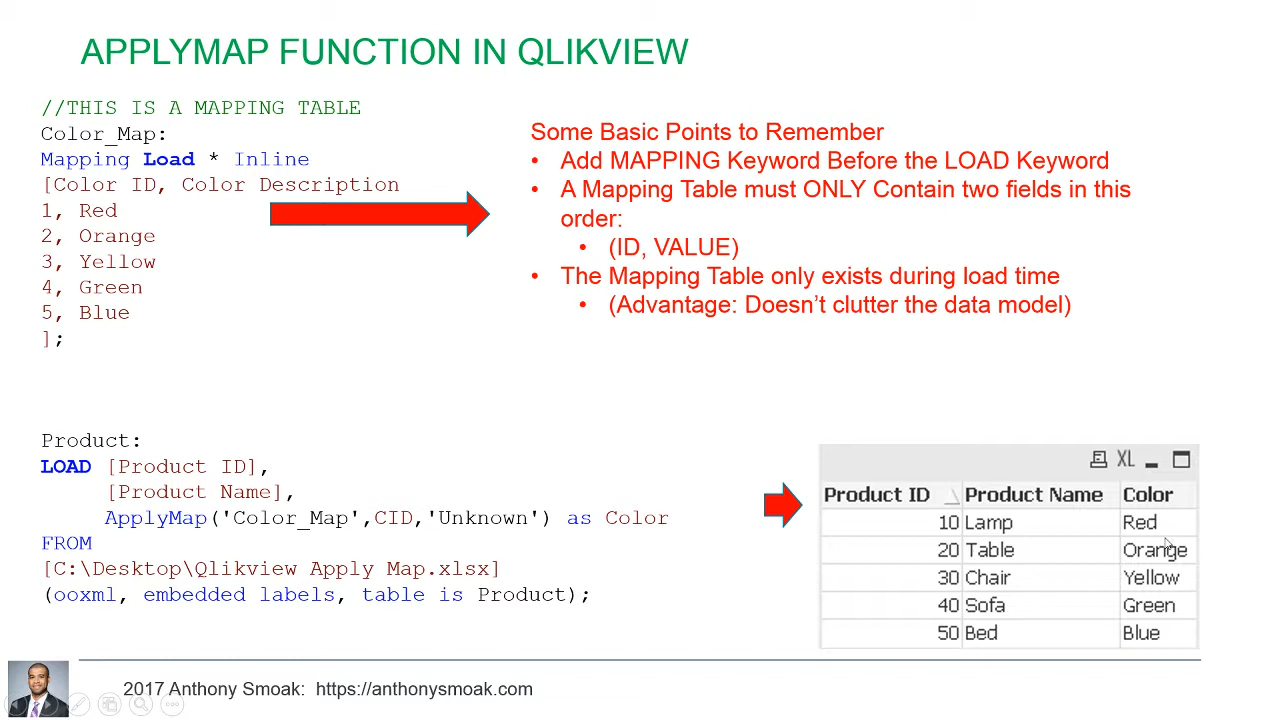 APPLYMAP FUNCTION IN QLIKVIEW
//THIS IS A MAPPING TABLE
Color_Map:
Mapping Load * Inline
[Color ID, Color Description
1, Red
2, Orange
3, Yellow
4, Green
5, Blue
];
Some Basic Points to Remember
• Add MAPPING Keyword Before the LOAD Keyword
• A Mapping Table must ONLY Contain two fields in this
order:
• (ID, VALUE)
• The Mapping Table only exists during load time
• (Advantage: Doesn't clutter the data model)
Product:
LOAD [Product ID],
[Product Name],
ApplyMap('Color_Map',CID,'Unknown') as Color
FROM
[C:\Desktop\Qlikview Apply Map.xlsx]
(ooxml, embedded labels, table is Product);
XL
Product ID Product Name Color
10 Lamp Red
20 Table Orange
30 Chair Yellow
40 Sofa Green
50 Bed Blue
2017 Anthony Smoak: https://anthonysmoak.com